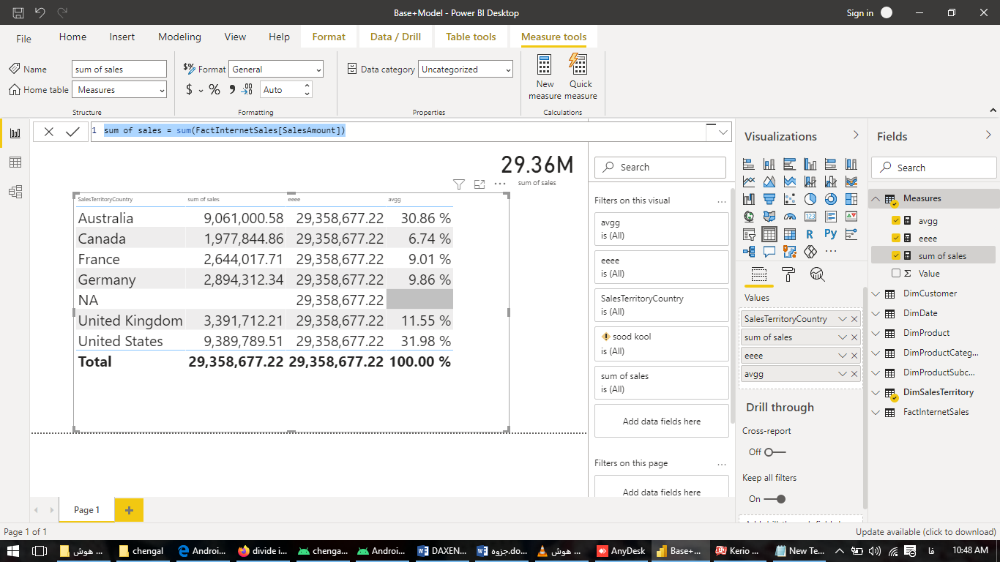 Base+Model - Power BI Desktop
Sign in
File
Home
Insert
Modeling
View
Help
Format
Data / Drill
Table tools
Measure tools
Name
sum of sales
Home table
Measures
Structure
$% Format
General
$ % 9 .00
Auto
Formatting
Data category
Uncategorized
Properties
New
measure
Quick
measure
Calculations
1 sum of sales = sum(FactInternetSales[SalesAmount])
29.36M
sum of sales
SalesTerritoryCountry sum of sales eeee avgg
Australia 9,061,000.58 29,358,677.22 30.86 %
Canada 1,977,844.86 29,358,677.22 6.74 %
France 2,644,017.71 29,358,677.22 9.01 %
Germany 2,894,312.34 29,358,677.22 9.86 %
NA 29,358,677.22
United Kingdom 3,391,712.21 29,358,677.22 11.55 %
United States 9,389,789.51 29,358,677.22 31.98 %
Total 29,358,677.22 29,358,677.22 100.00 %
Search
Filters on this visual ...
avgg
is (All)
eeee
is (All)
SalesTerritoryCountry
is (All)
sood kool
is (All)
sum of sales
is (All)
Add data fields here
Filters on this page ...
Add data fields here
Visualizations
123
R
Py
...
Values
SalesTerritoryCountry
sum of sales
eeee
avgg
Drill through
Cross-report
Off
Keep all filters
On
Fields
Search
Measures
avgg
eeee
sum of sales
Σ Value
DimCustomer
DimDate
DimProduct
DimProductCateg...
DimProductSubc...
DimSalesTerritory
FactInternetSales
Page 1
+
Page 1 of 1
Update available (click to download)
هوش ...
chengal
Androi...
divide i...
chenga...
Androi...
DAXEN...
جزوه.do...
هوش ...
AnyDesk
Base+...
Kerio ...
New Te...
فا
10:48 AM